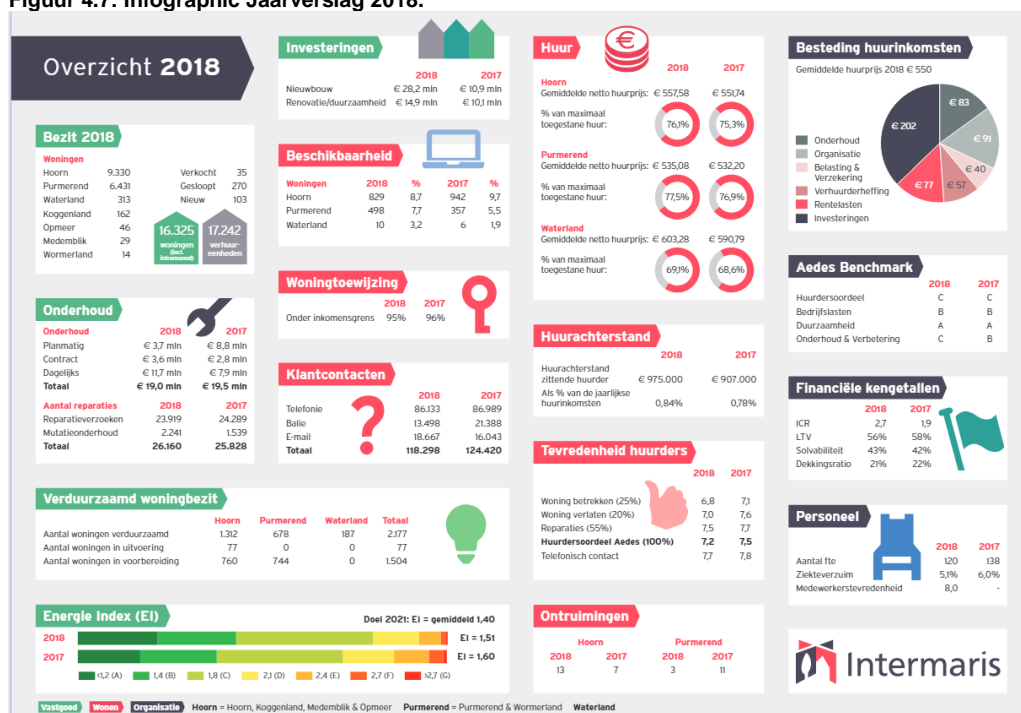 Figuur 4.7. Infographic Jaarverslag 2018.
Overzicht 2018
Bezit 2018
Woningen
Hoorn 9.330
Purmerend 6.431
Waterland 313
Koggenland 162
Opmeer 46
Medemblik 29
Wormerland 14
Verkocht 35
Gesloopt 270
Nieuw 103
16.325 woningen (incl. intramuraal)
17.242 verhuur-eenheden
Onderhoud
Onderhoud 2018 2017
Planmatig € 3,7 mln € 8,8 mln
Contract € 3,6 mln € 2,8 mln
Dagelijks € 11,7 mln € 7,9 mln
Totaal € 19,0 mln € 19,5 mln
Aantal reparaties 2018 2017
Reparatieverzoeken 23.919 24.289
Mutatieonderhoud 2.241 1.539
Totaal 26.160 25.828
Investeringen
2018 2017
Nieuwbouw € 28,2 mln € 10,9 mln
Renovatie/duurzaamheid € 14,9 mln € 10,1 mln
Beschikbaarheid
Woningen 2018 % 2017 %
Hoorn 829 8,7 942 9,7
Purmerend 498 7,7 357 5,5
Waterland 10 3,2 6 1,9
Woningtoewijzing
2018 2017
Onder inkomensgrens 95% 96%
Klantcontacten
2018 2017
Telefonie 86.133 86.989
Balie 13.498 21.388
E-mail 18.667 16.043
Totaal 118.298 124.420
Verduurzaamd woningbezit
Hoorn Purmerend Waterland Totaal
Aantal woningen verduurzaamd 1.312 678 187 2.177
Aantal woningen in uitvoering 77 0 0 77
Aantal woningen in voorbereiding 760 744 0 1.504
Energie Index (EI)
Doel 2021: EI = gemiddeld 1,40
2018 EI = 1,51
2017 EI = 1,60
<1,2 (A) 1,4 (B) 1,8 (C) 2,1 (D) 2,4 (E) 2,7 (F) >2,7 (G)
Huur
2018 2017
Hoorn
Gemiddelde netto huurprijs: € 557,58 € 551,74
% van maximaal
toegestane huur: 76,1% 75,3%
Purmerend
Gemiddelde netto huurprijs: € 535,08 € 532,20
% van maximaal
toegestane huur: 77,5% 76,9%
Waterland
Gemiddelde netto huurprijs: € 603,28 € 590,79
% van maximaal
toegestane huur: 69,1% 68,6%
Huurachterstand
2018 2017
Huurachterstand
zittende huurder € 975.000 € 907.000
Als % van de jaarlijkse
huurinkomsten 0,84% 0,78%
Tevredenheid huurders
2018 2017
Woning betrekken (25%) 6,8 7,1
Woning verlaten (20%) 7,0 7,6
Reparaties (55%) 7,5 7,7
Huurdersoordeel Aedes (100%) 7,2 7,5
Telefonisch contact 7,7 7,8
Ontruimingen
Hoorn Purmerend
2018 2017 2018 2017
13 7 3 11
Besteding huurinkomsten
Gemiddelde huurprijs 2018 € 550
€ 83
€ 91
€ 40
€ 57
€ 77
€ 202
Onderhoud
Organisatie
Belasting &
Verzekering
Verhuurderheffing
Rentelasten
Investeringen
Aedes Benchmark
2018 2017
Huurdersoordeel C C
Bedrijfslasten B B
Duurzaamheid A A
Onderhoud & Verbetering C B
Financiële kengetallen
2018 2017
ICR 2,7 1,9
LTV 56% 58%
Solvabiliteit 43% 42%
Dekkingsratio 21% 22%
Personeel
2018 2017
Aantal fte 120 138
Ziekteverzuim 5,1% 6,0%
Medewerkerstevredenheid 8,0 -
Intermaris
Vastgoed Wonen Organisatie Hoorn = Hoorn, Koggenland, Medemblik & Opmeer Purmerend = Purmerend & Wormerland Waterland